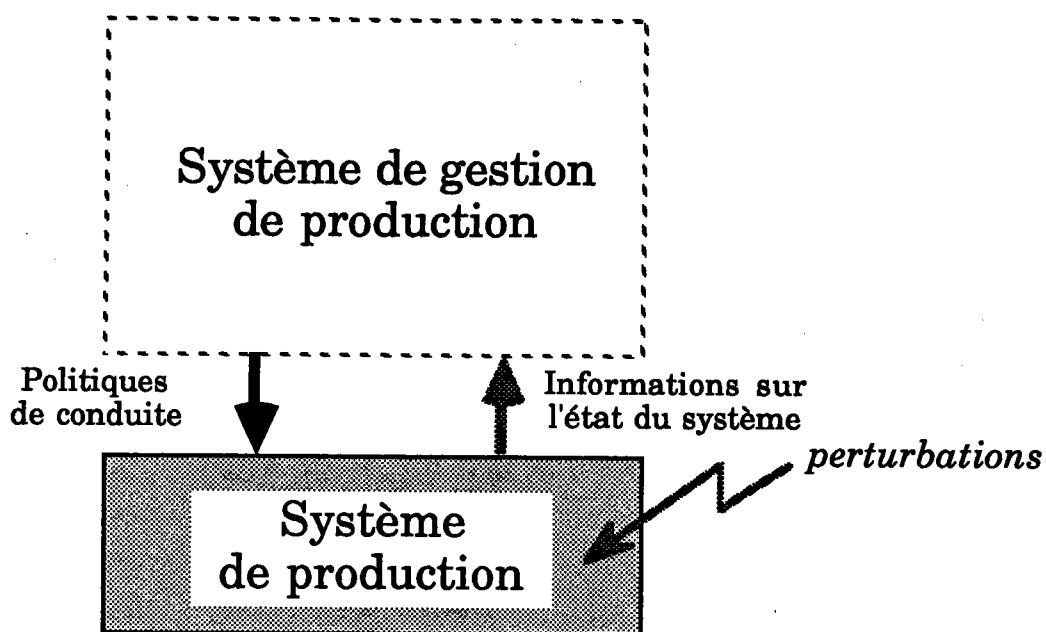 Système de gestion
de production
Politiques
de conduite
Informations sur
l'état du système
perturbations
Système
de production